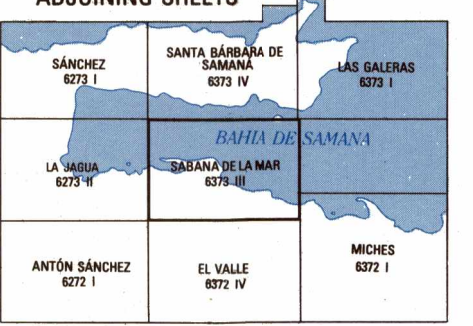 ADJOINING SHEETS
SÁNCHEZ
6273 I
SANTA BÁRBARA DE
SAMANÁ
6373 IV
LAS GALERAS
6373 I
BAHIA DE SAMANA
LA JAGUA
6273 II
SABANA DE LA MAR
6373 III
ANTÓN SÁNCHEZ
6272 I
EL VALLE
6372 IV
MICHES
6372 I